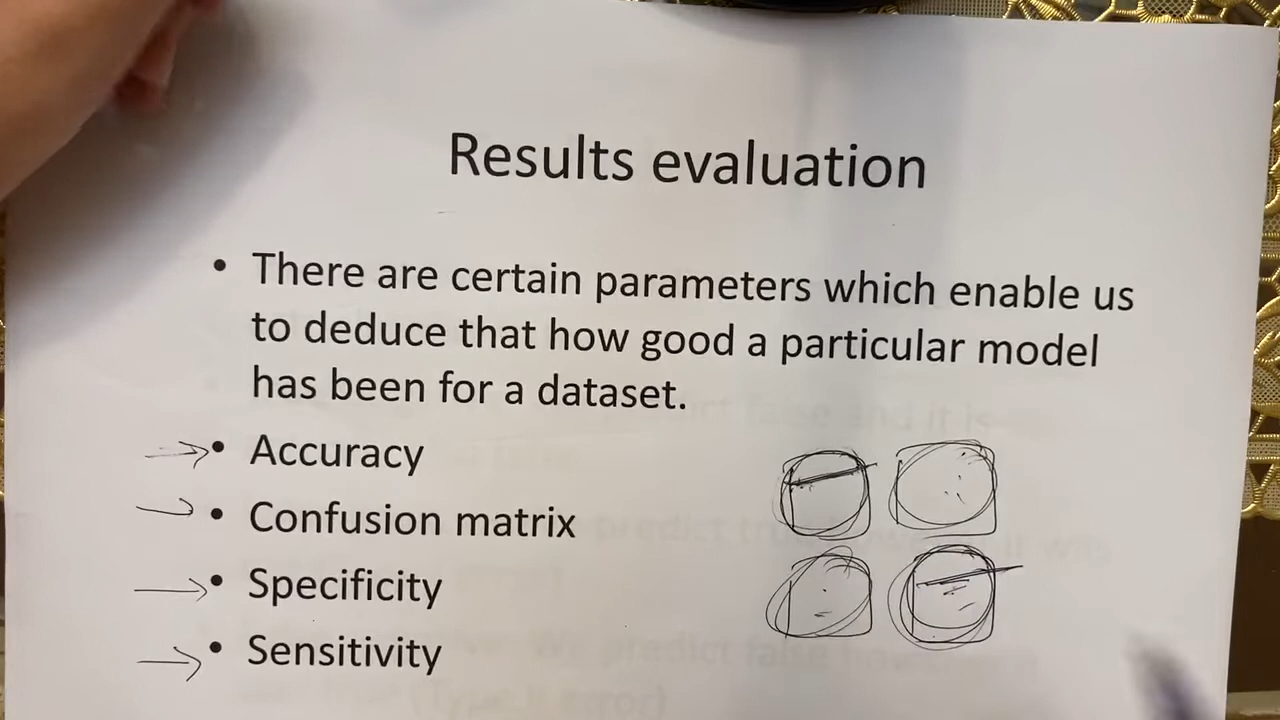 Results evaluation
• There are certain parameters which enable us
to deduce that how good a particular model
has been for a dataset.
• Accuracy
• Confusion matrix
• Specificity
• Sensitivity